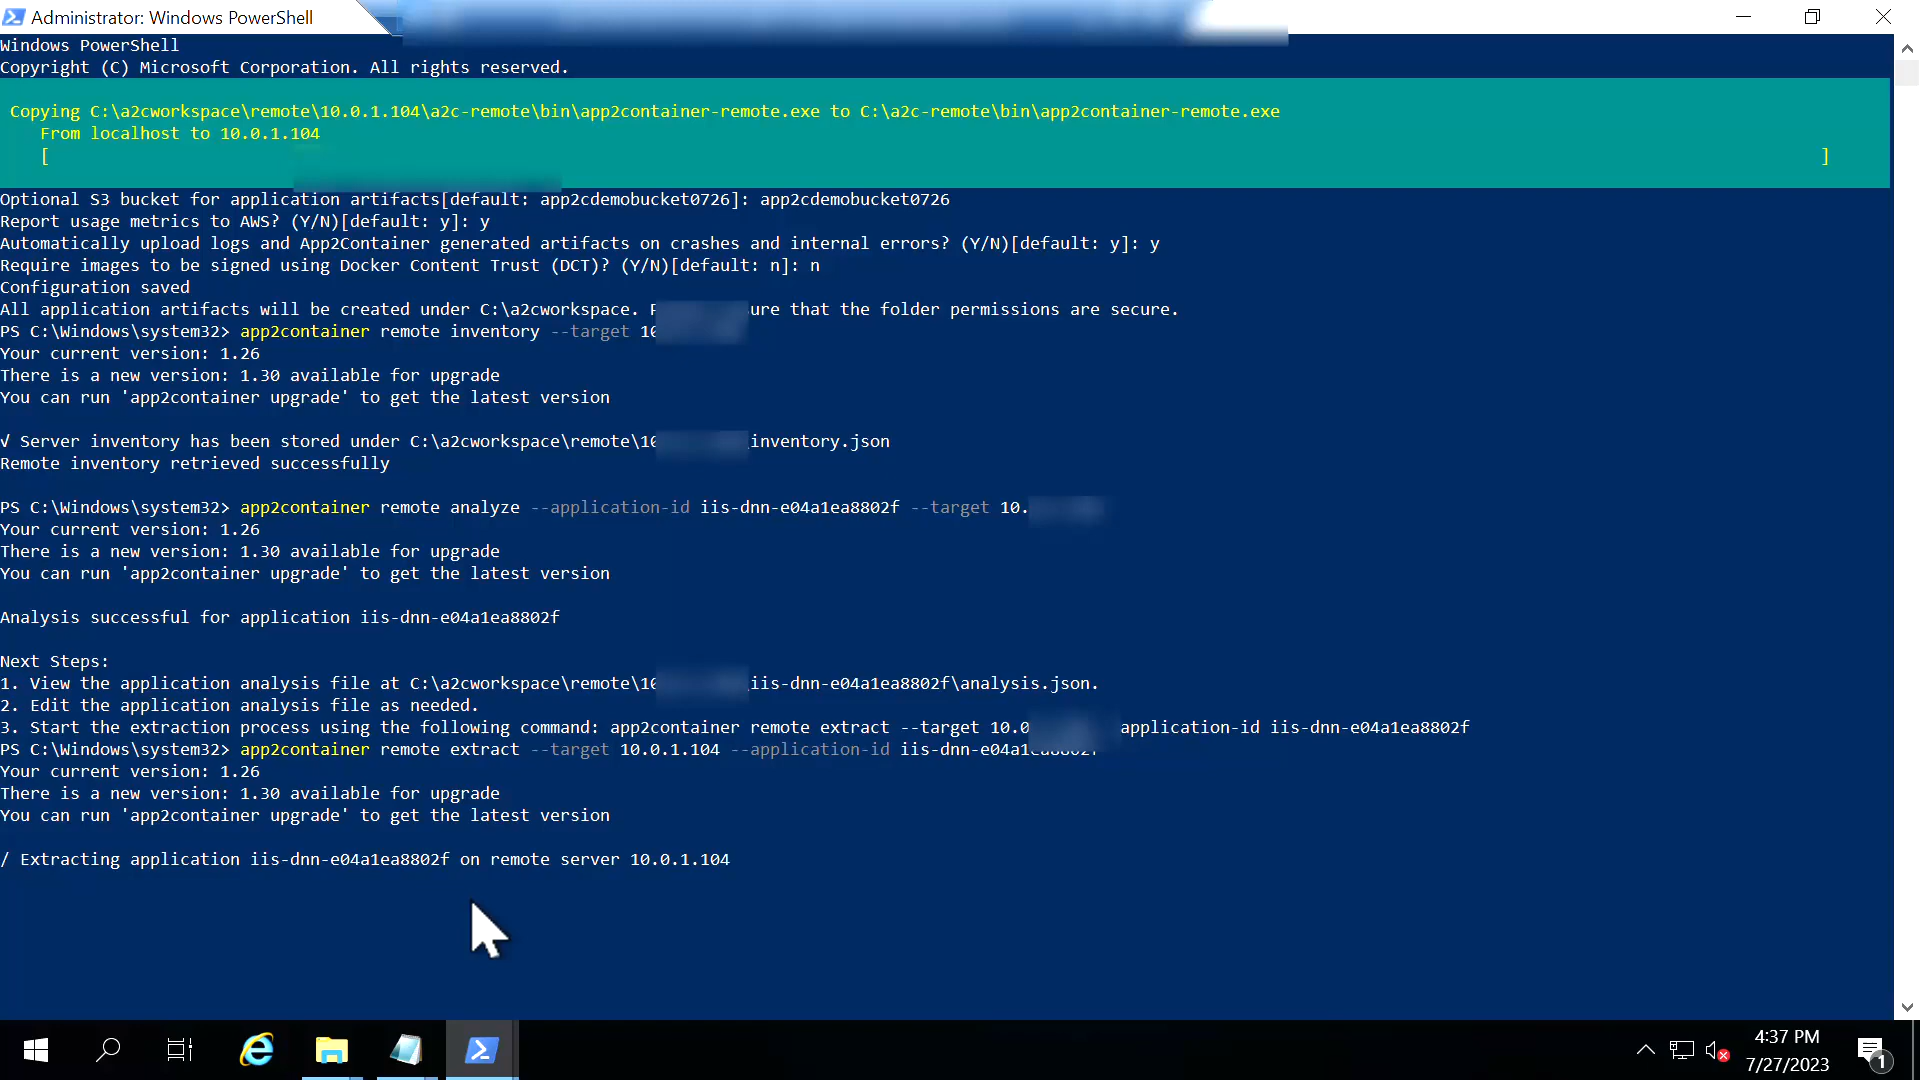 Administrator: Windows PowerShell
Windows PowerShell
Copyright (C) Microsoft Corporation. All rights reserved.
Copying C:\a2cworkspace\remote\10.0.1.104\a2c-remote\bin\app2container-remote.exe to C:\a2c-remote\bin\app2container-remote.exe
From localhost to 10.0.1.104
[ ]
Optional S3 bucket for application artifacts[default: app2cdemobucket0726]: app2cdemobucket0726
Report usage metrics to AWS? (Y/N)[default: y]: y
Automatically upload logs and App2Container generated artifacts on crashes and internal errors? (Y/N)[default: y]: y
Require images to be signed using Docker Content Trust (DCT)? (Y/N)[default: n]: n
Configuration saved
All application artifacts will be created under C:\a2cworkspace. ure that the folder permissions are secure.
PS C:\Windows\system32> app2container remote inventory --target 10
Your current version: 1.26
There is a new version: 1.30 available for upgrade
You can run 'app2container upgrade' to get the latest version
√ Server inventory has been stored under C:\a2cworkspace\remote\10 inventory.json
Remote inventory retrieved successfully
PS C:\Windows\system32> app2container remote analyze --application-id iis-dnn-e04a1ea8802f --target 10.
Your current version: 1.26
There is a new version: 1.30 available for upgrade
You can run 'app2container upgrade' to get the latest version
Analysis successful for application iis-dnn-e04a1ea8802f
Next Steps:
1. View the application analysis file at C:\a2cworkspace\remote\10 iis-dnn-e04a1ea8802f\analysis.json.
2. Edit the application analysis file as needed.
3. Start the extraction process using the following command: app2container remote extract --target 10.0 application-id iis-dnn-e04a1ea8802f
PS C:\Windows\system32> app2container remote extract --target 10.0.1.104 --application-id iis-dnn-e04a1ea8802f
Your current version: 1.26
There is a new version: 1.30 available for upgrade
You can run 'app2container upgrade' to get the latest version
/ Extracting application iis-dnn-e04a1ea8802f on remote server 10.0.1.104
4:37 PM
7/27/2023
1